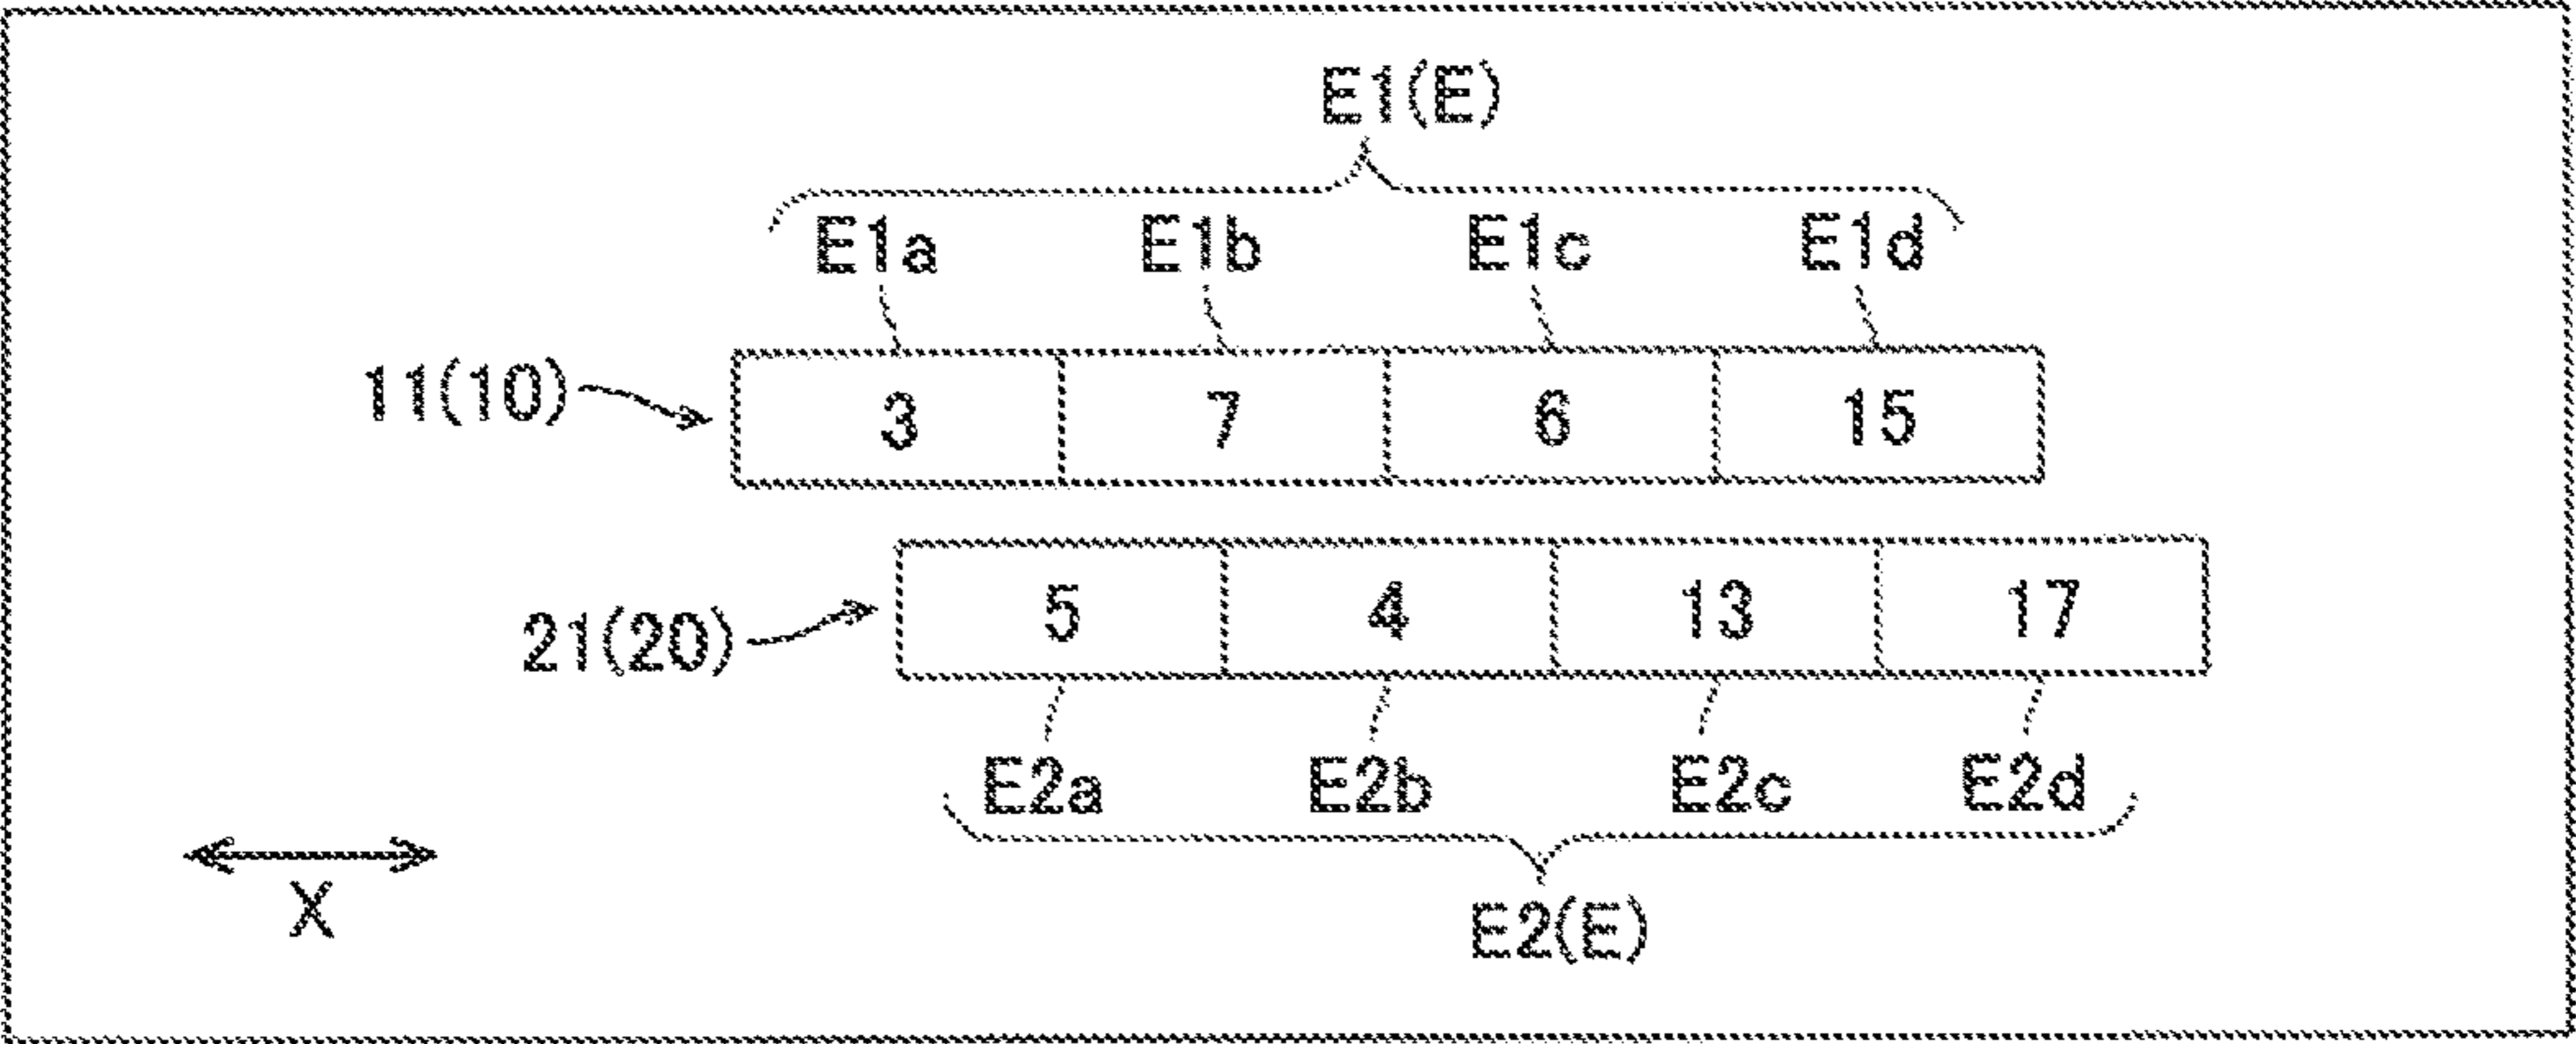 E1(E)
E1a E1b E1c E1d
11(10) 3 7 6 15
21(20) 5 4 13 17
E2a E2b E2c E2d
X
E2(E)